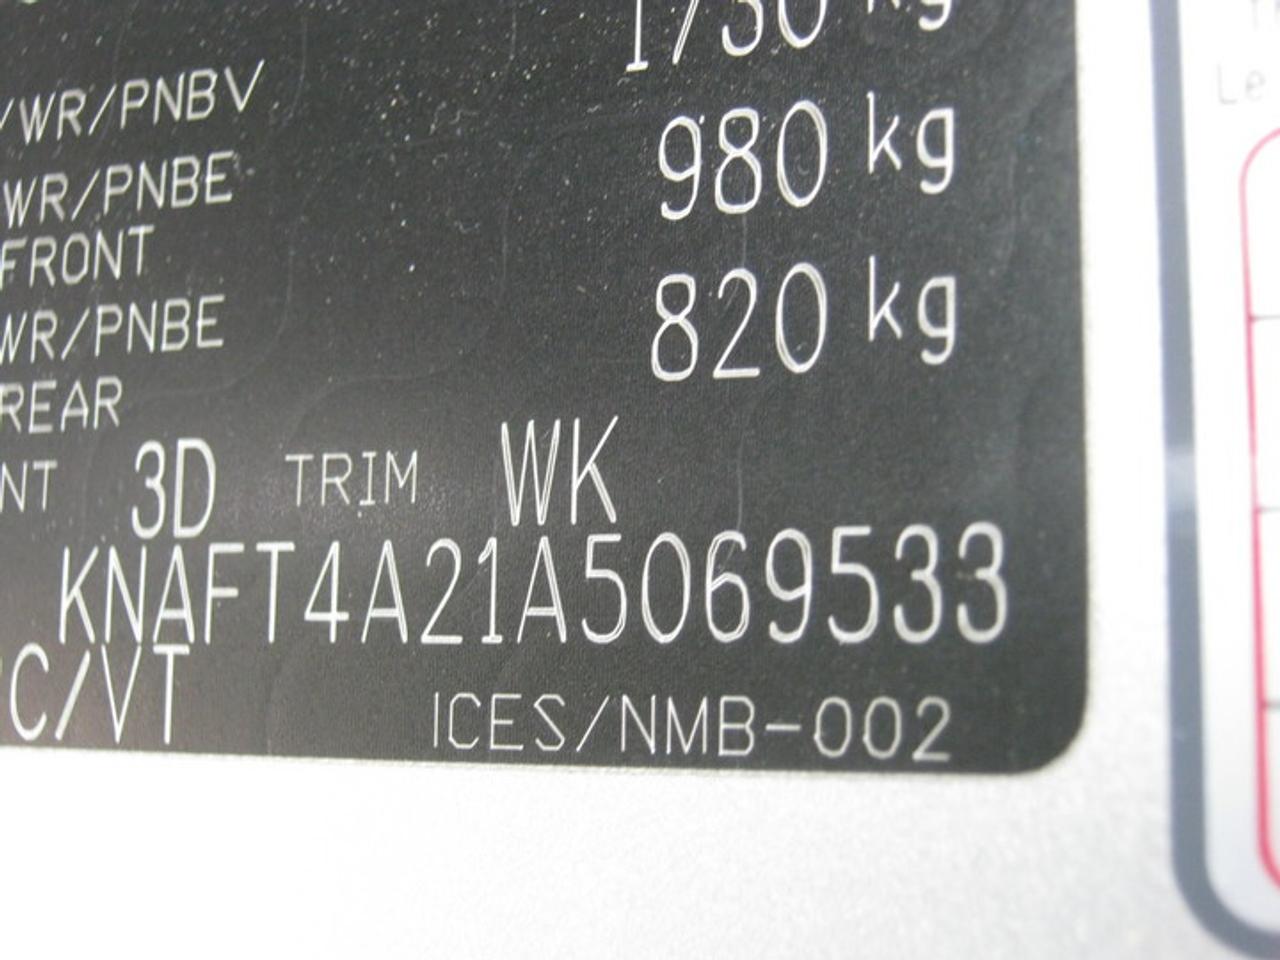 1730 kg
/WR/PNBV
980 kg
WR/PNBE
FRONT
820 kg
WR/PNBE
REAR
NT 3D TRIM WK
KNAFT4A21A5069533
C/VT ICES/NMB-002
Le